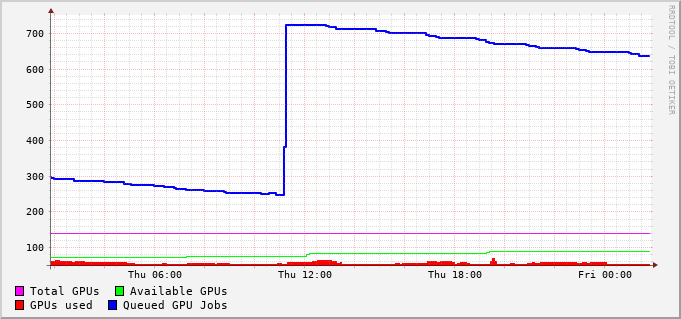 RRDTOOL / TOBI OETIKER
700
600
500
400
300
200
100
Thu 06:00 Thu 12:00 Thu 18:00 Fri 00:00
Total GPUs Available GPUs
GPUs used Queued GPU Jobs